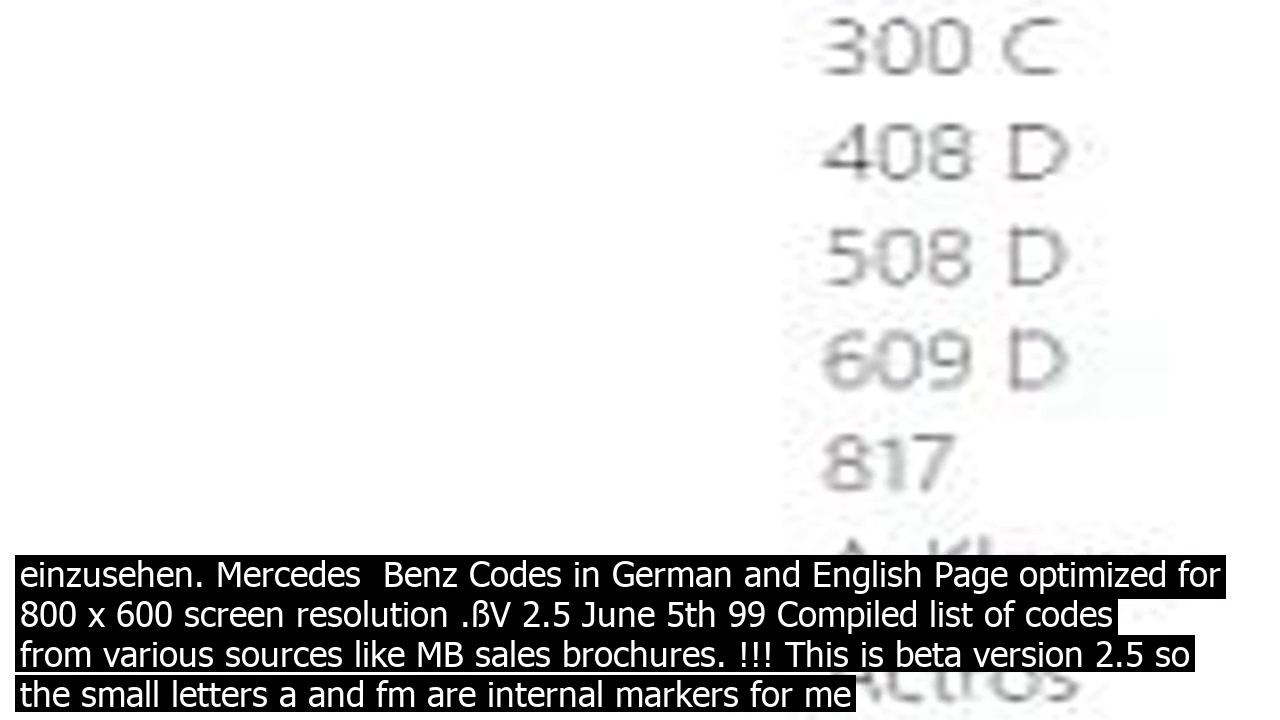 300 C
408 D
508 D
609 D
817
einzusehen. Mercedes  Benz Codes in German and English Page optimized for
800 x 600 screen resolution .ßV 2.5 June 5th 99 Compiled list of codes
from various sources like MB sales brochures. !!! This is beta version 2.5 so
the small letters a and fm are internal markers for me
Actros